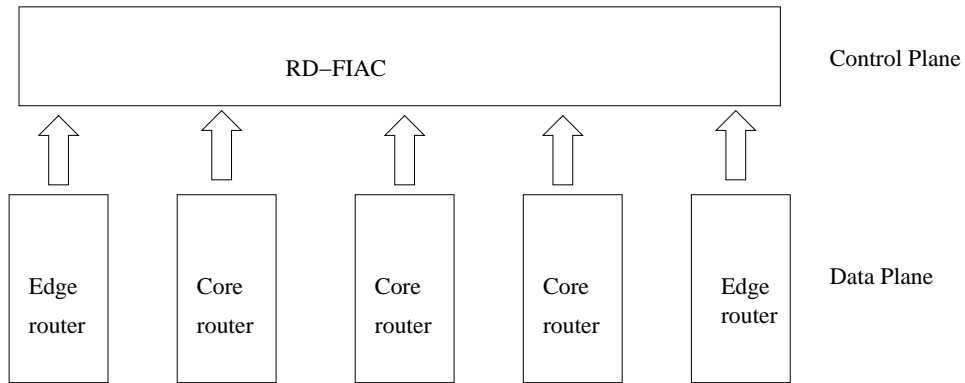 RD−FIAC
Control Plane
Edge
router
Core
router
Core
router
Core
router
Edge
router
Data Plane